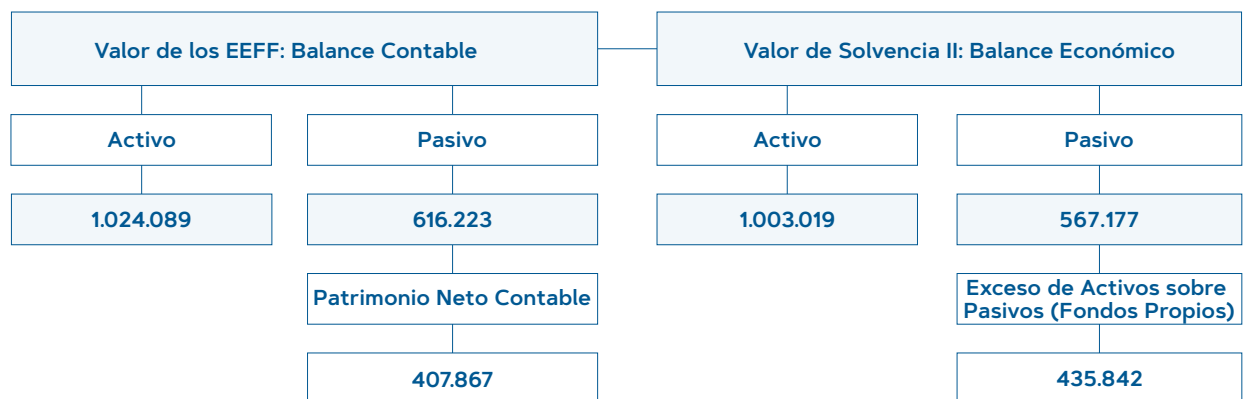 Valor de los EEFF: Balance Contable
Valor de Solvencia II: Balance Económico
Activo
Pasivo
Activo
Pasivo
1.024.089
616.223
1.003.019
567.177
Patrimonio Neto Contable
Exceso de Activos sobre
Pasivos (Fondos Propios)
407.867
435.842